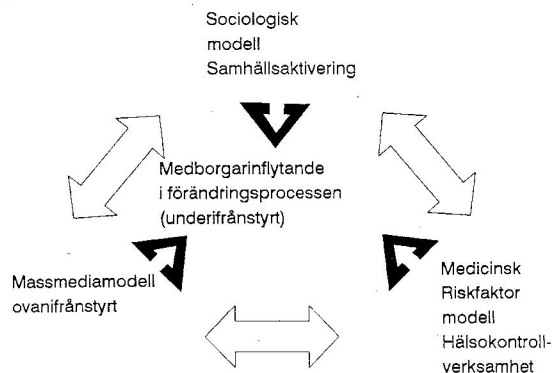 Sociologisk
modell
Samhällsaktivering
Medborgarinflytande
i förändringsprocessen
(underifrånstyrt)
Massmediamodell
ovanifrånstyrt
Medicinsk
Riskfaktor
modell
Hälsokontroll-
verksamhet